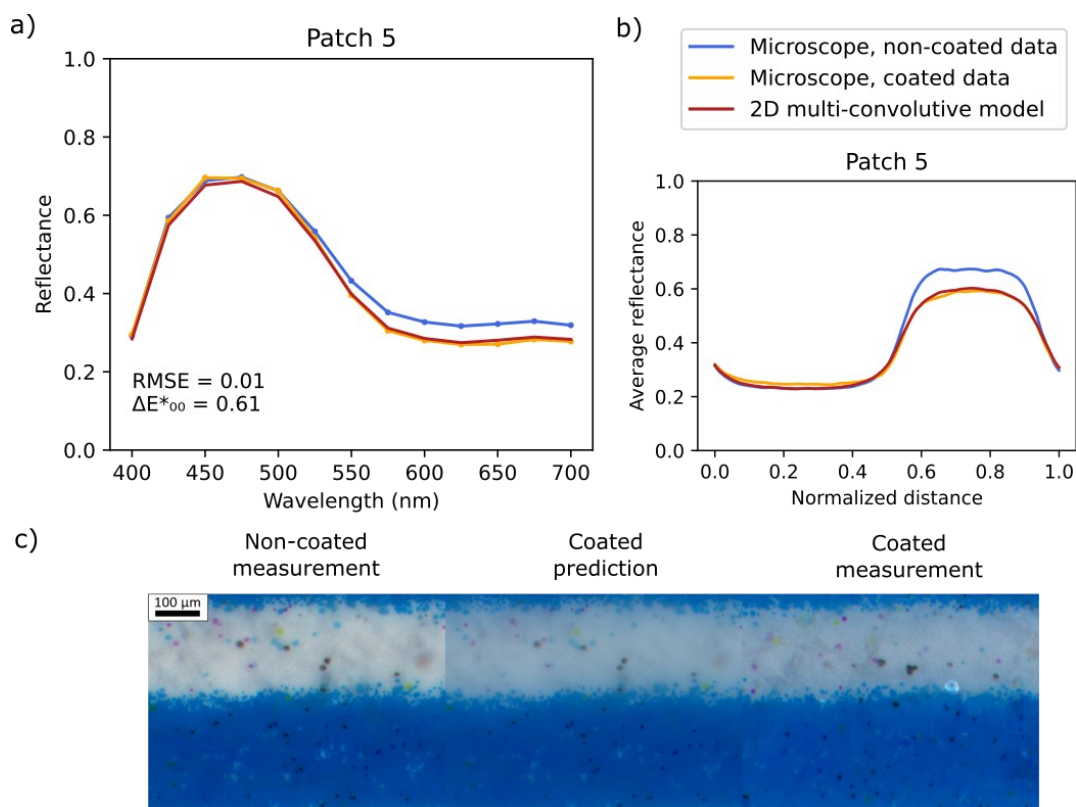 a)
Patch 5
1.0
0.8
0.6
0.4
0.2
0.0
Reflectance
RMSE = 0.01
ΔE*₀₀ = 0.61
400 450 500 550 600 650 700
Wavelength (nm)
b)
Microscope, non-coated data
Microscope, coated data
2D multi-convolutive model
Patch 5
1.0
0.8
0.6
0.4
0.2
0.0
Average reflectance
0.0 0.2 0.4 0.6 0.8 1.0
Normalized distance
c)
Non-coated
measurement
Coated
prediction
Coated
measurement
100 μm